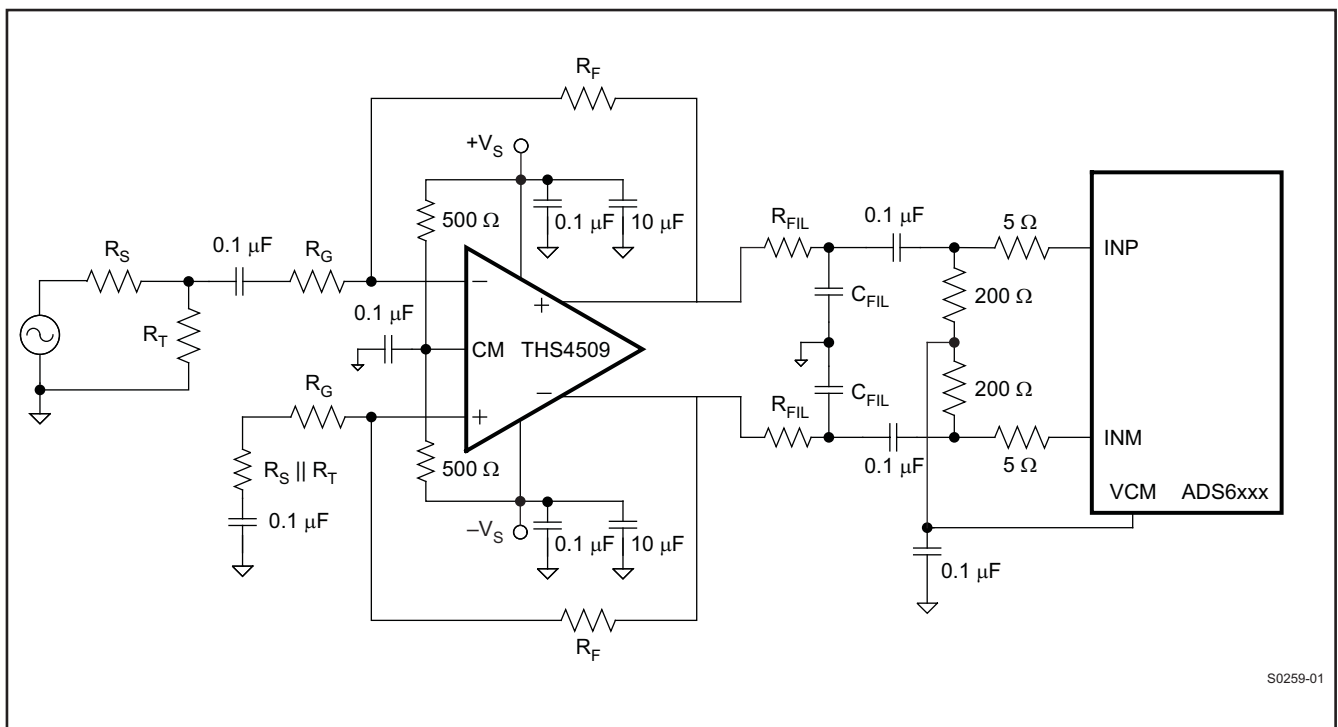 R_F
+V_S
500 Ω
0.1 μF
10 μF
R_FIL
0.1 μF
5 Ω
0.1 μF
R_S
R_G
INP
−
+
C_FIL
200 Ω
0.1 μF
R_T
CM
THS4509
R_G
−
C_FIL
200 Ω
+
R_FIL
INM
R_S || R_T
500 Ω
0.1 μF
5 Ω
VCM
ADS6xxx
0.1 μF
–V_S
0.1 μF
10 μF
0.1 μF
R_F
S0259-01